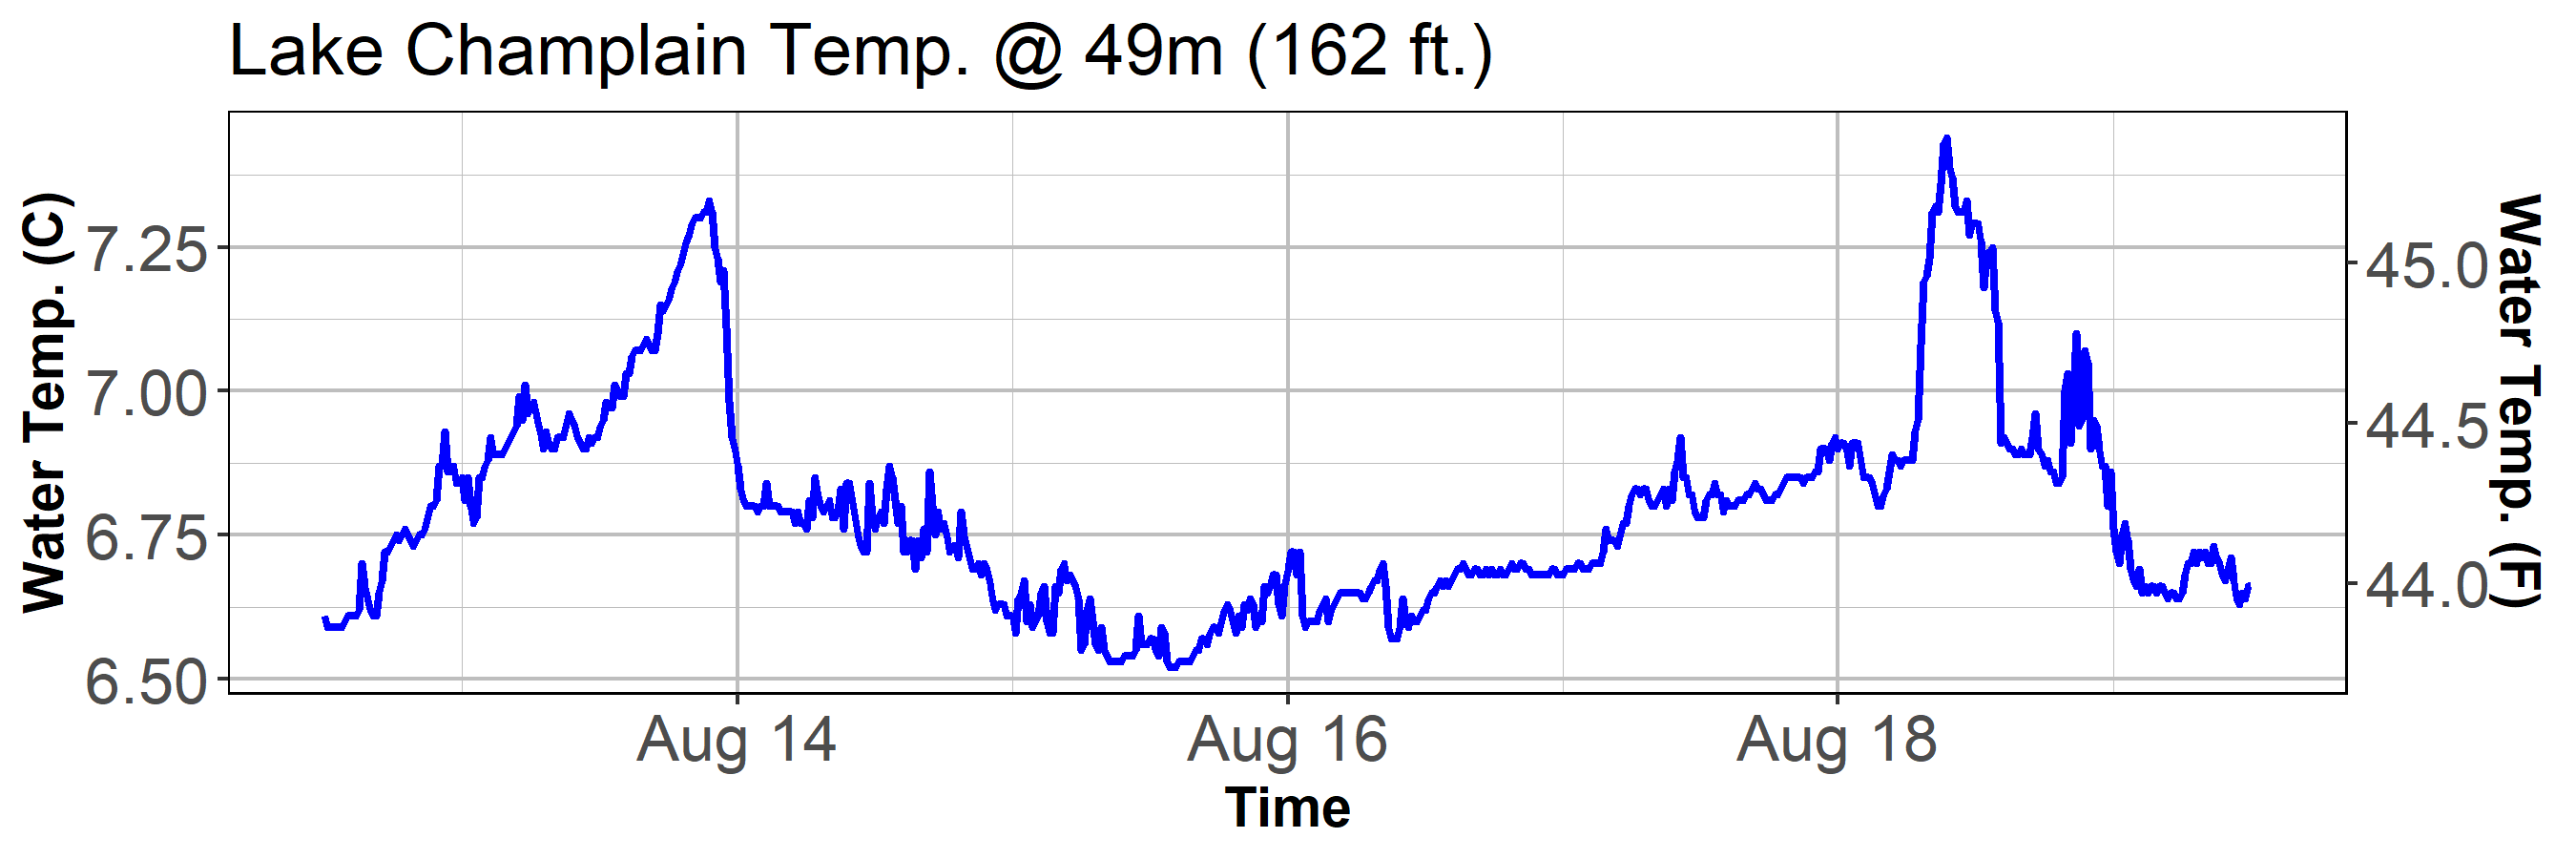 Lake Champlain Temp. @ 49m (162 ft.)
Water Temp. (C)
7.25
7.00
6.75
6.50
45.0
44.5
44.0
Water Temp. (F)
Aug 14
Aug 16
Aug 18
Time